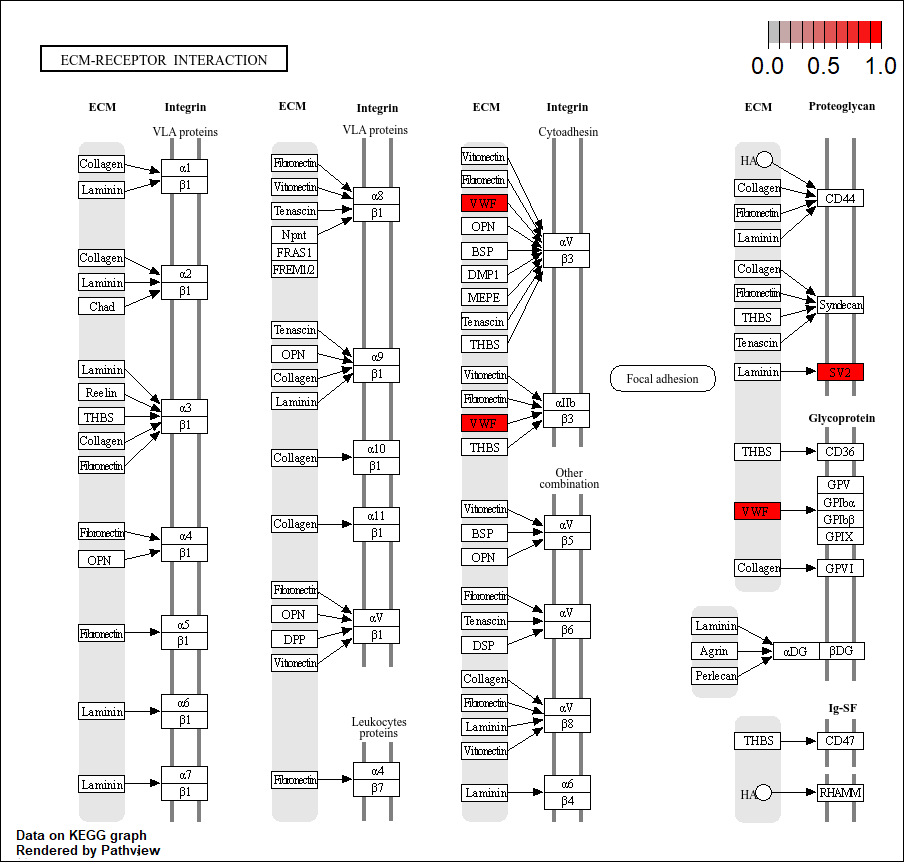 ECM-RECEPTOR INTERACTION
0.0 0.5 1.0
ECM Integrin
VLA proteins
Collagen α1
Laminin β1
Collagen α2
Laminin β1
Chad
Laminin
Reelin α3
THBS β1
Collagen
Fibronectin
Fibronectin α4
OPN β1
Fibronectin α5
β1
Laminin α6
β1
Laminin α7
β1
ECM Integrin
VLA proteins
Fibronectin
Vitronectin α8
Tenascin β1
Npnt
FRAS1
FREM1/2
Tenascin
OPN α9
Collagen β1
Laminin
Collagen α10
β1
Collagen α11
β1
Fibronectin
OPN αV
DPP β1
Vitronectin
Leukocytes
proteins
Fibronectin α4
β7
ECM Integrin
Cytoadhesin
Vitronectin
Fibronectin
VWF
OPN αV
BSP β3
DMP1
MEPE
Tenascin
THBS
Vitronectin
Fibronectin αIIb
VWF β3
THBS
Other
combination
Vitronectin αV
BSP β5
OPN
Fibronectin αV
Tenascin β6
DSP
Collagen
Fibronectin αV
Laminin β8
Vitronectin
Laminin α6
β4
Focal adhesion
ECM Proteoglycan
HA
Collagen CD44
Fibronectin
Laminin
Collagen
Fibronectin Syndecan
THBS
Tenascin
Laminin SV2
Glycoprotein
THBS CD36
GPV
VWF GPIbα
GPIbβ
GPIX
Collagen GPVI
Laminin
Agrin αDG βDG
Perlecan
Ig-SF
THBS CD47
HA RHAMM
Data on KEGG graph
Rendered by Pathview